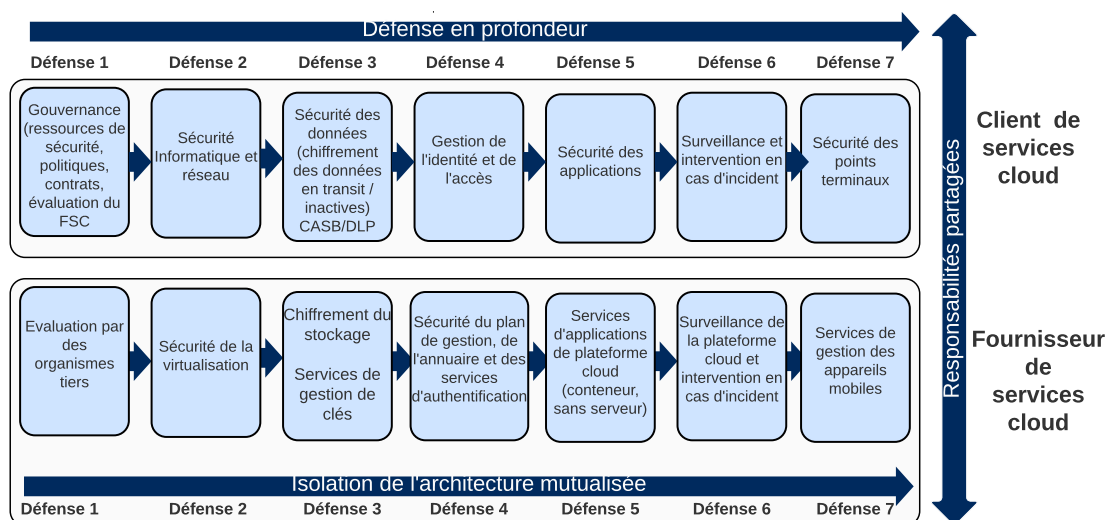 Défense en profondeur
Défense 1
Défense 2
Défense 3
Défense 4
Défense 5
Défense 6
Défense 7
Gouvernance
(ressources de
sécurité,
politiques,
contrats,
évaluation du
FSC
Sécurité
Informatique et
réseau
Sécurité des
données
(chiffrement
des données
en transit /
inactives)
CASB/DLP
Gestion de
l'identité et de
l'accès
Sécurité des
applications
Surveillance et
intervention en
cas d'incident
Sécurité des
points
terminaux
Client de
services
cloud
Responsabilités partagées
Evaluation par
des
organismes
tiers
Sécurité de la
virtualisation
Chiffrement du
stockage
Services de
gestion de
clés
Sécurité du plan
de gestion, de
l'annuaire et des
services
d'authentification
Services
d'applications
de plateforme
cloud
(conteneur,
sans serveur)
Surveillance de
la plateforme
cloud et
intervention en
cas d'incident
Services de
gestion des
appareils
mobiles
Fournisseur
de
services
cloud
Isolation de l'architecture mutualisée
Défense 1
Défense 2
Défense 3
Défense 4
Défense 5
Défense 6
Défense 7